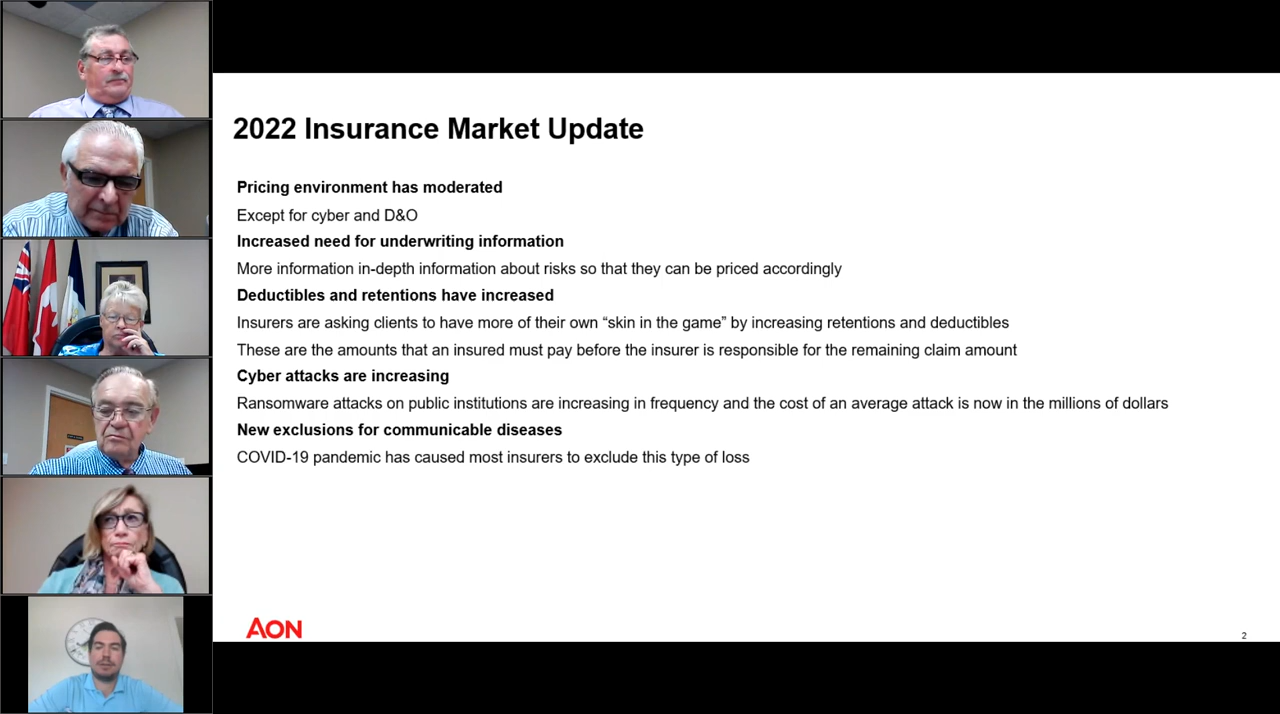 2022 Insurance Market Update
Pricing environment has moderated
Except for cyber and D&O
Increased need for underwriting information
More information in-depth information about risks so that they can be priced accordingly
Deductibles and retentions have increased
Insurers are asking clients to have more of their own “skin in the game” by increasing retentions and deductibles
These are the amounts that an insured must pay before the insurer is responsible for the remaining claim amount
Cyber attacks are increasing
Ransomware attacks on public institutions are increasing in frequency and the cost of an average attack is now in the millions of dollars
New exclusions for communicable diseases
COVID-19 pandemic has caused most insurers to exclude this type of loss
AON
2